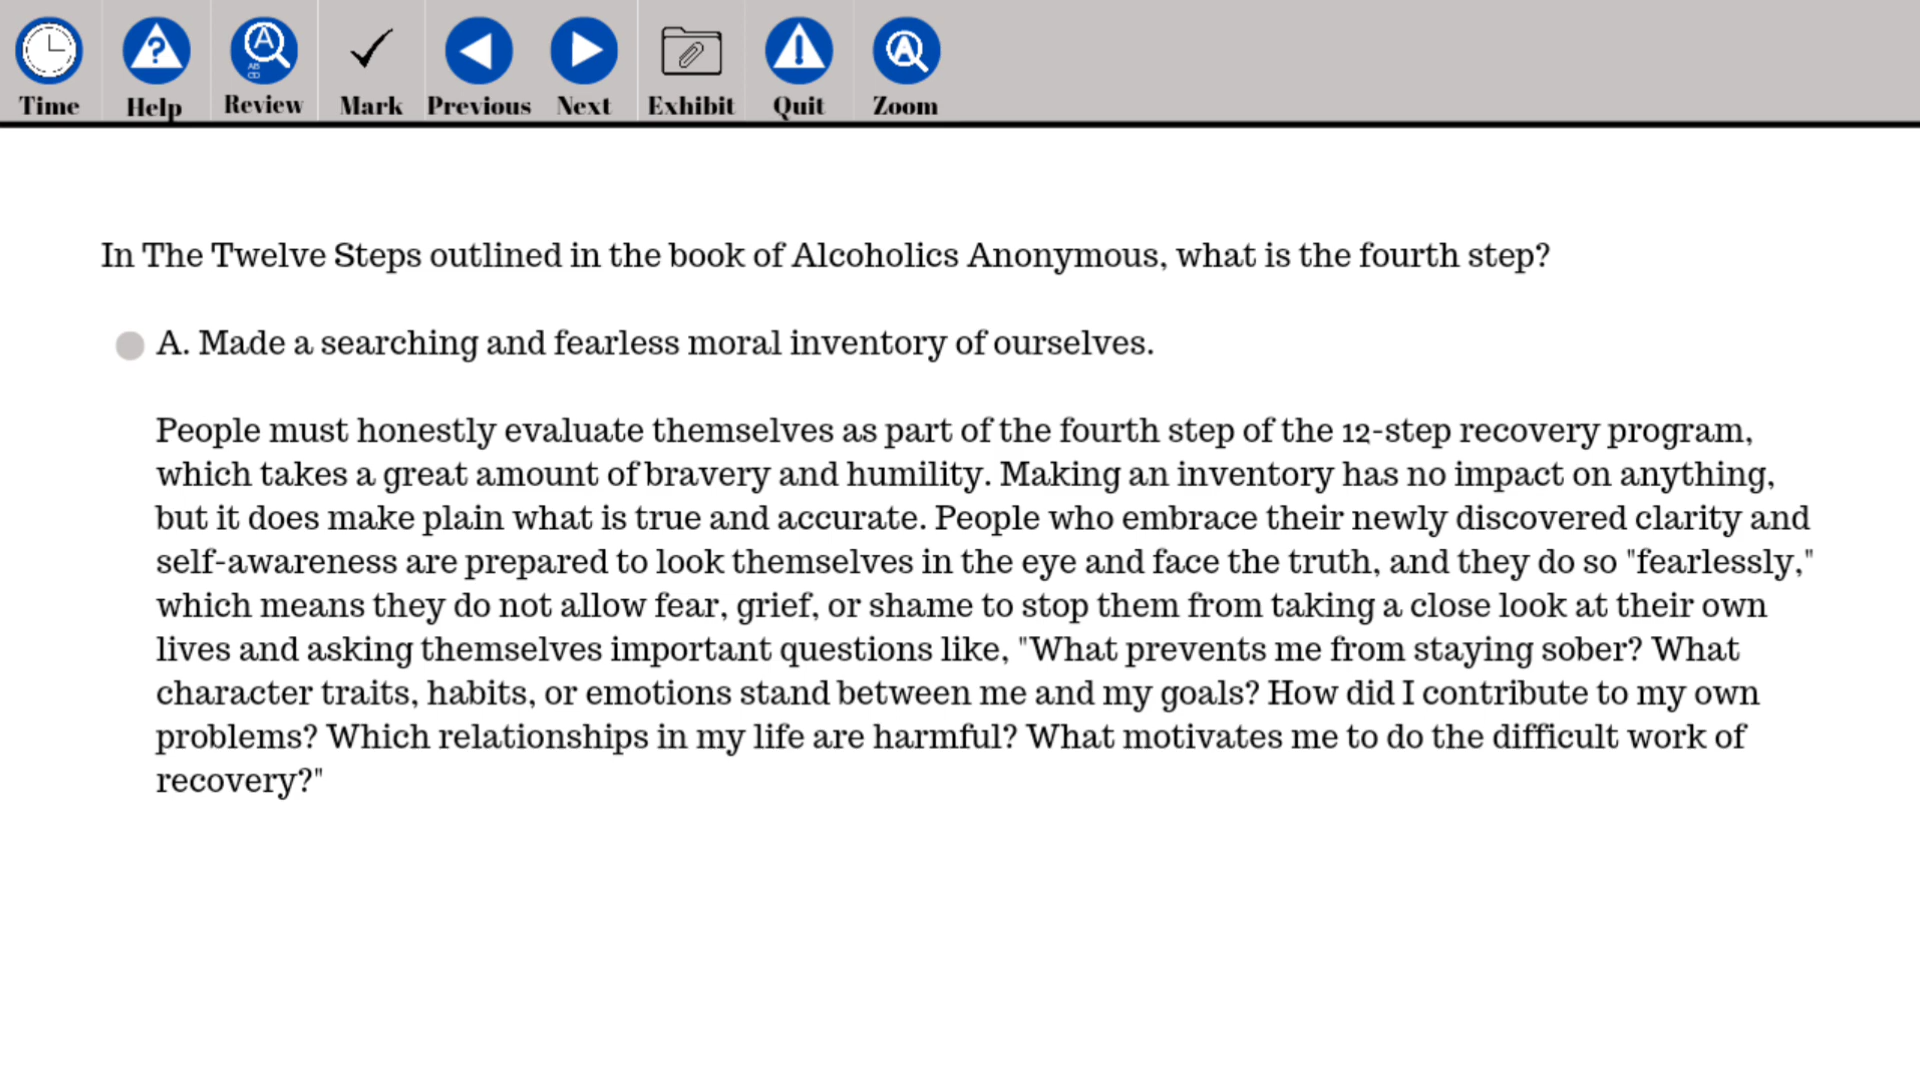 Time Help Review Mark Previous Next Exhibit Quit Zoom
In The Twelve Steps outlined in the book of Alcoholics Anonymous, what is the fourth step?
A. Made a searching and fearless moral inventory of ourselves.
People must honestly evaluate themselves as part of the fourth step of the 12-step recovery program,
which takes a great amount of bravery and humility. Making an inventory has no impact on anything,
but it does make plain what is true and accurate. People who embrace their newly discovered clarity and
self-awareness are prepared to look themselves in the eye and face the truth, and they do so "fearlessly,"
which means they do not allow fear, grief, or shame to stop them from taking a close look at their own
lives and asking themselves important questions like, "What prevents me from staying sober? What
character traits, habits, or emotions stand between me and my goals? How did I contribute to my own
problems? Which relationships in my life are harmful? What motivates me to do the difficult work of
recovery?"